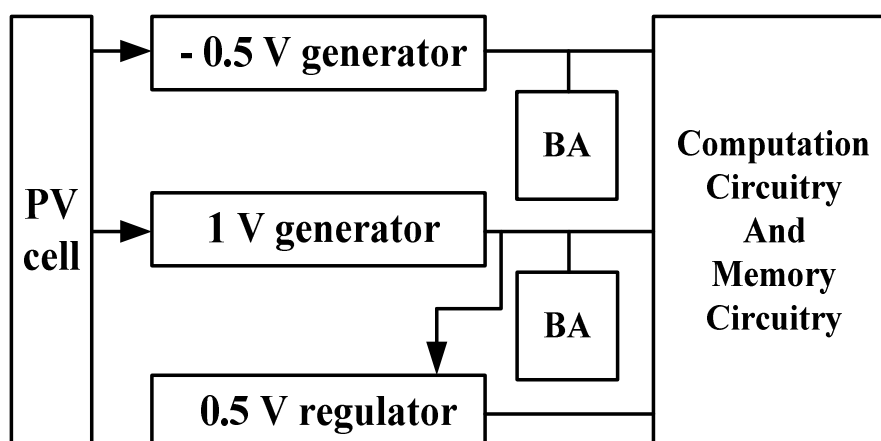 PV
cell
- 0.5 V generator
BA
1 V generator
BA
0.5 V regulator
Computation
Circuitry
And
Memory
Circuitry